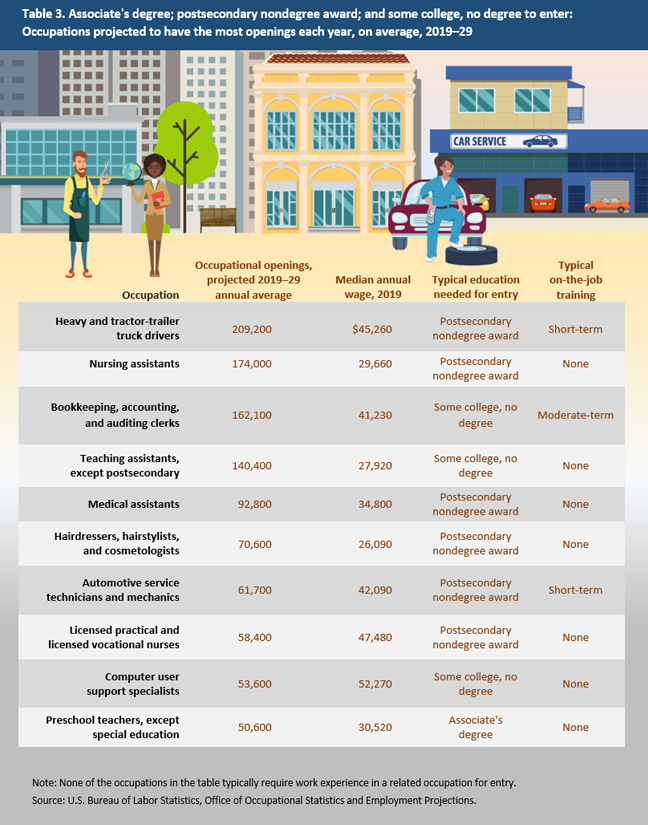 Table 3. Associate's degree; postsecondary nondegree award; and some college, no degree to enter:
Occupations projected to have the most openings each year, on average, 2019–29
CAR SERVICE
Occupation
Occupational openings,
projected 2019–29
annual average
Median annual
wage, 2019
Typical education
needed for entry
Typical
on-the-job
training
Heavy and tractor-trailer
truck drivers
209,200
$45,260
Postsecondary
nondegree award
Short-term
Nursing assistants
174,000
29,660
Postsecondary
nondegree award
None
Bookkeeping, accounting,
and auditing clerks
162,100
41,230
Some college, no
degree
Moderate-term
Teaching assistants,
except postsecondary
140,400
27,920
Some college, no
degree
None
Medical assistants
92,800
34,800
Postsecondary
nondegree award
None
Hairdressers, hairstylists,
and cosmetologists
70,600
26,090
Postsecondary
nondegree award
None
Automotive service
technicians and mechanics
61,700
42,090
Postsecondary
nondegree award
Short-term
Licensed practical and
licensed vocational nurses
58,400
47,480
Postsecondary
nondegree award
None
Computer user
support specialists
53,600
52,270
Some college, no
degree
None
Preschool teachers, except
special education
50,600
30,520
Associate's
degree
None
Note: None of the occupations in the table typically require work experience in a related occupation for entry.
Source: U.S. Bureau of Labor Statistics, Office of Occupational Statistics and Employment Projections.